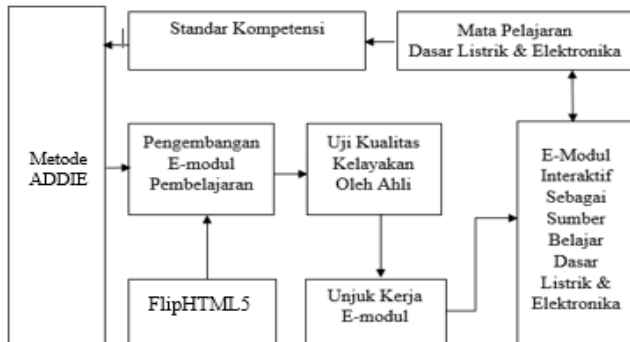 Standar Kompetensi
Mata Pelajaran
Dasar Listrik & Elektronika
Metode
ADDIE
Pengembangan
E-modul
Pembelajaran
Uji Kualitas
Kelayakan
Oleh Ahli
E-Modul
Interaktif
Sebagai
Sumber
Belajar
Dasar
Listrik &
Elektronika
FlipHTML5
Unjuk Kerja
E-modul